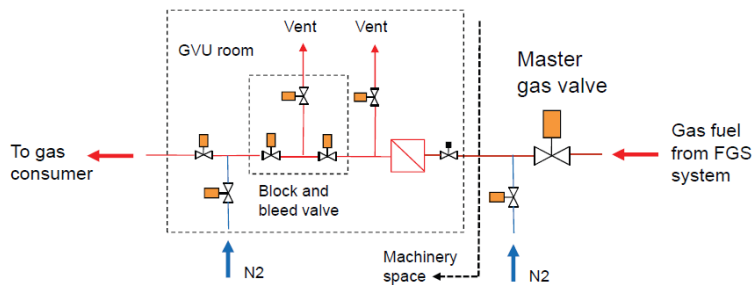 Vent
Vent
GVU room
Master
gas valve
To gas
consumer
Gas fuel
from FGS
system
Block and
bleed valve
Machinery
space
N2
N2